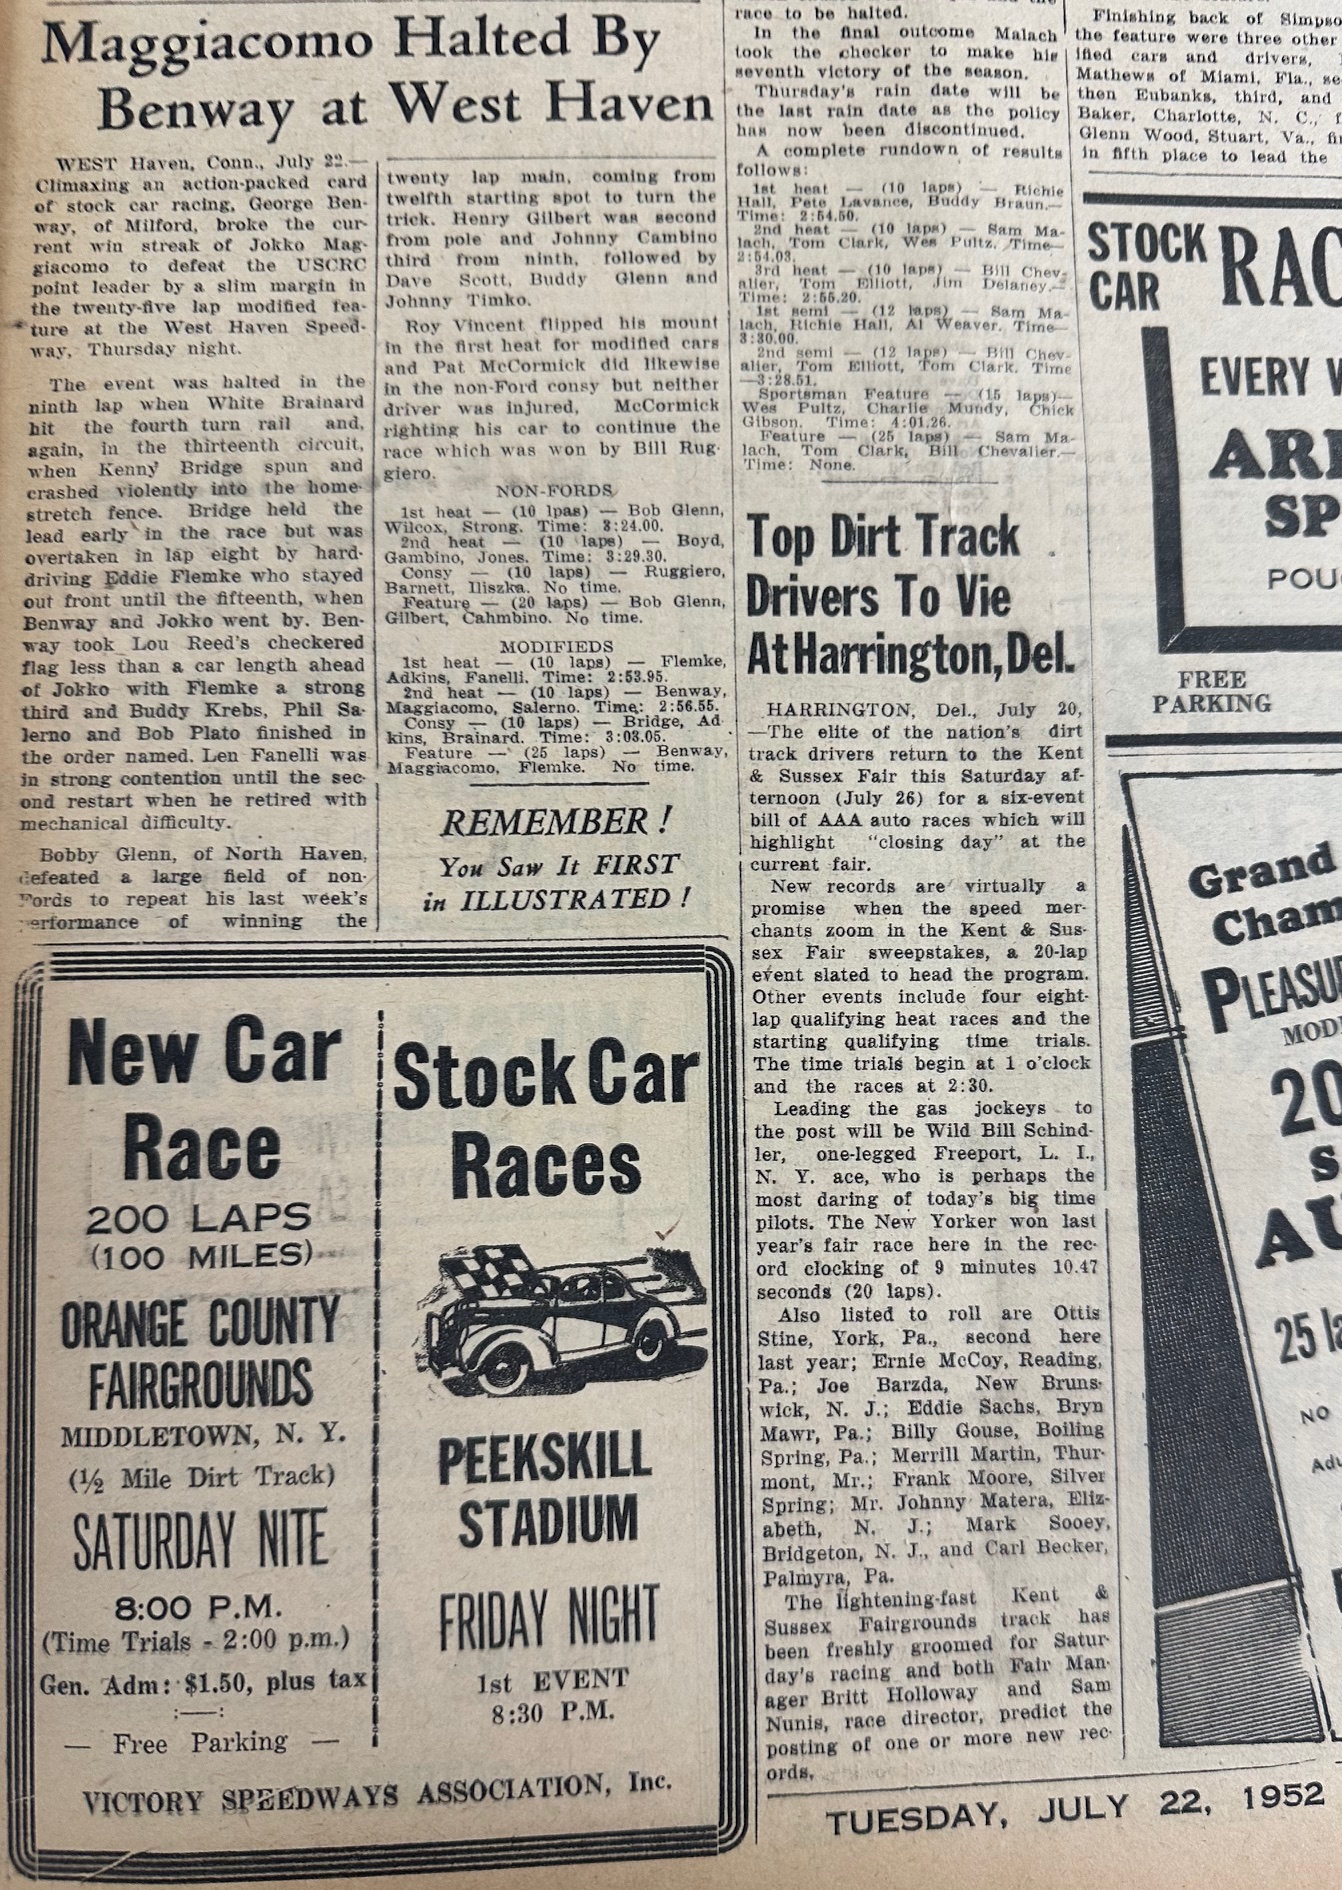 Maggiacomo Halted By
Benway at West Haven
WEST Haven, Conn., July 22.—
Climaxing an action-packed card
of stock car racing, George Ben-
way, of Milford, broke the cur-
rent win streak of Jokko Mag-
giacomo to defeat the USCRC
point leader by a slim margin in
the twenty-five lap modified fea-
ture at the West Haven Speed-
way, Thursday night.
The event was halted in the
ninth lap when White Brainard
hit the fourth turn rail and,
again, in the thirteenth circuit,
when Kenny Bridge spun and
crashed violently into the home-
stretch fence. Bridge held the
lead early in the race but was
overtaken in lap eight by hard-
driving Eddie Flemke who stayed
out front until the fifteenth, when
Benway and Jokko went by. Ben-
way took Lou Reed's checkered
flag less than a car length ahead
of Jokko with Flemke a strong
third and Buddy Krebs, Phil Sa-
lerno and Bob Plato finished in
the order named. Len Fanelli was
in strong contention until the sec-
ond restart when he retired with
mechanical difficulty.
Bobby Glenn, of North Haven,
defeated a large field of non-
Fords to repeat his last week's
performance of winning the
twenty lap main, coming from
twelfth starting spot to turn the
trick. Henry Gilbert was second
from pole and Johnny Cambino
third from ninth, followed by
Dave Scott, Buddy Glenn and
Johnny Timko.
Roy Vincent flipped his mount
in the first heat for modified cars
and Pat McCormick did likewise
in the non-Ford consy but neither
driver was injured, McCormick
righting his car to continue the
race which was won by Bill Rug-
giero.
NON-FORDS
1st heat — (10 lpas) — Bob Glenn,
Wilcox, Strong. Time: 3:24.00.
2nd heat — (10 laps) — Boyd,
Gambino, Jones. Time: 3:29.30.
Consy — (10 laps) — Ruggiero,
Barnett, Iliszka. No time.
Feature — (20 laps) — Bob Glenn,
Gilbert, Cahmbino. No time.
MODIFIEDS
1st heat — (10 laps) — Flemke,
Adkins, Fanelli. Time: 2:53.95.
2nd heat — (10 laps) — Benway,
Maggiacomo, Salerno. Time: 2:56.55.
Consy — (10 laps) — Bridge, Ad
kins, Brainard. Time: 3:03.05.
Feature — (25 laps) — Benway,
Maggiacomo, Flemke. No time.
REMEMBER !
You Saw It FIRST
in ILLUSTRATED !
race to be halted.
In the final outcome Malach
took the checker to make his
seventh victory of the season.
Thursday's rain date will be
the last rain date as the policy
has now been discontinued.
A complete rundown of results
follows:
1st heat — (10 laps) — Richie
Hall, Pete Lavance, Buddy Braun.—
Time: 2:54.50.
2nd heat — (10 laps) — Sam Ma-
lach, Tom Clark, Wes Pultz. Time—
2:54.03.
3rd heat — (10 laps) — Bill Chev-
alier, Tom Elliott, Jim Delaney.—
Time: 2:55.20.
1st semi — (12 laps) — Sam Ma-
lach, Richie Hall, Al Weaver. Time—
3:30.00.
2nd semi — (12 laps) — Bill Chev-
alier, Tom Elliott, Tom Clark. Time
—3:28.51.
Sportsman Feature — (15 laps)—
Wes Pultz, Charlie Mundy, Chick
Gibson. Time: 4:01.26.
Feature — (25 laps) — Sam Ma-
lach, Tom Clark, Bill Chevalier.—
Time: None.
Top Dirt Track
Drivers To Vie
At Harrington, Del.
HARRINGTON, Del., July 20,
—The elite of the nation's dirt
track drivers return to the Kent
& Sussex Fair this Saturday af-
ternoon (July 26) for a six-event
bill of AAA auto races which will
highlight "closing day" at the
current fair.
New records are virtually a
promise when the speed mer-
chants zoom in the Kent & Sus-
sex Fair sweepstakes, a 20-lap
event slated to head the program.
Other events include four eight-
lap qualifying heat races and the
starting qualifying time trials.
The time trials begin at 1 o'clock
and the races at 2:30.
Leading the gas jockeys to
the post will be Wild Bill Schind-
ler, one-legged Freeport, L. I.,
N. Y. ace, who is perhaps the
most daring of today's big time
pilots. The New Yorker won last
year's fair race here in the rec-
ord clocking of 9 minutes 10.47
seconds (20 laps).
Also listed to roll are Ottis
Stine, York, Pa., second here
last year; Ernie McCoy, Reading,
Pa.; Joe Barzda, New Bruns-
wick, N. J.; Eddie Sachs, Bryn
Mawr, Pa.; Billy Gouse, Boiling
Spring, Pa.; Merrill Martin, Thur-
mont, Mr.; Frank Moore, Silver
Spring; Mr. Johnny Matera, Eliz-
abeth, N. J.; Mark Sooey,
Bridgeton, N. J., and Carl Becker,
Palmyra, Pa.
The lightening-fast Kent &
Sussex Fairgrounds track has
been freshly groomed for Satur-
day's racing and both Fair Man-
ager Britt Holloway and Sam
Nunis, race director, predict the
posting of one or more new rec-
ords.
Finishing back of Simpso
the feature were three other
ified cars and drivers,
Mathews of Miami, Fla., se
then Eubanks, third, and
Baker, Charlotte, N. C., f
Glenn Wood, Stuart, Va., fi
in fifth place to lead the
STOCK
CAR
RAC
EVERY W
ARL
SP
POU
FREE
PARKING
Grand
Cham
PLEASU
MOD
20
S
AU
25 la
NO
Adu
New Car
Race
200 LAPS
(100 MILES)
ORANGE COUNTY
FAIRGROUNDS
MIDDLETOWN, N. Y.
(½ Mile Dirt Track)
SATURDAY NITE
8:00 P.M.
(Time Trials - 2:00 p.m.)
Gen. Adm: $1.50, plus tax
— Free Parking —
Stock Car
Races
PEEKSKILL
STADIUM
FRIDAY NIGHT
1st EVENT
8:30 P.M.
VICTORY SPEEDWAYS ASSOCIATION, Inc.
TUESDAY, JULY 22, 1952